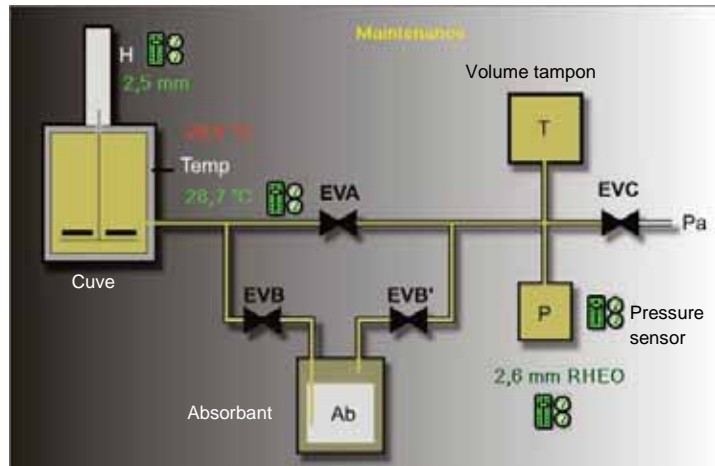 Maintenance
H
2,5 mm
Volume tampon
T
Temp
28,7 °C
EVA
EVC
Pa
Cuve
EVB
EVB'
P
Pressure
sensor
2,6 mm RHEO
Absorbant
Ab